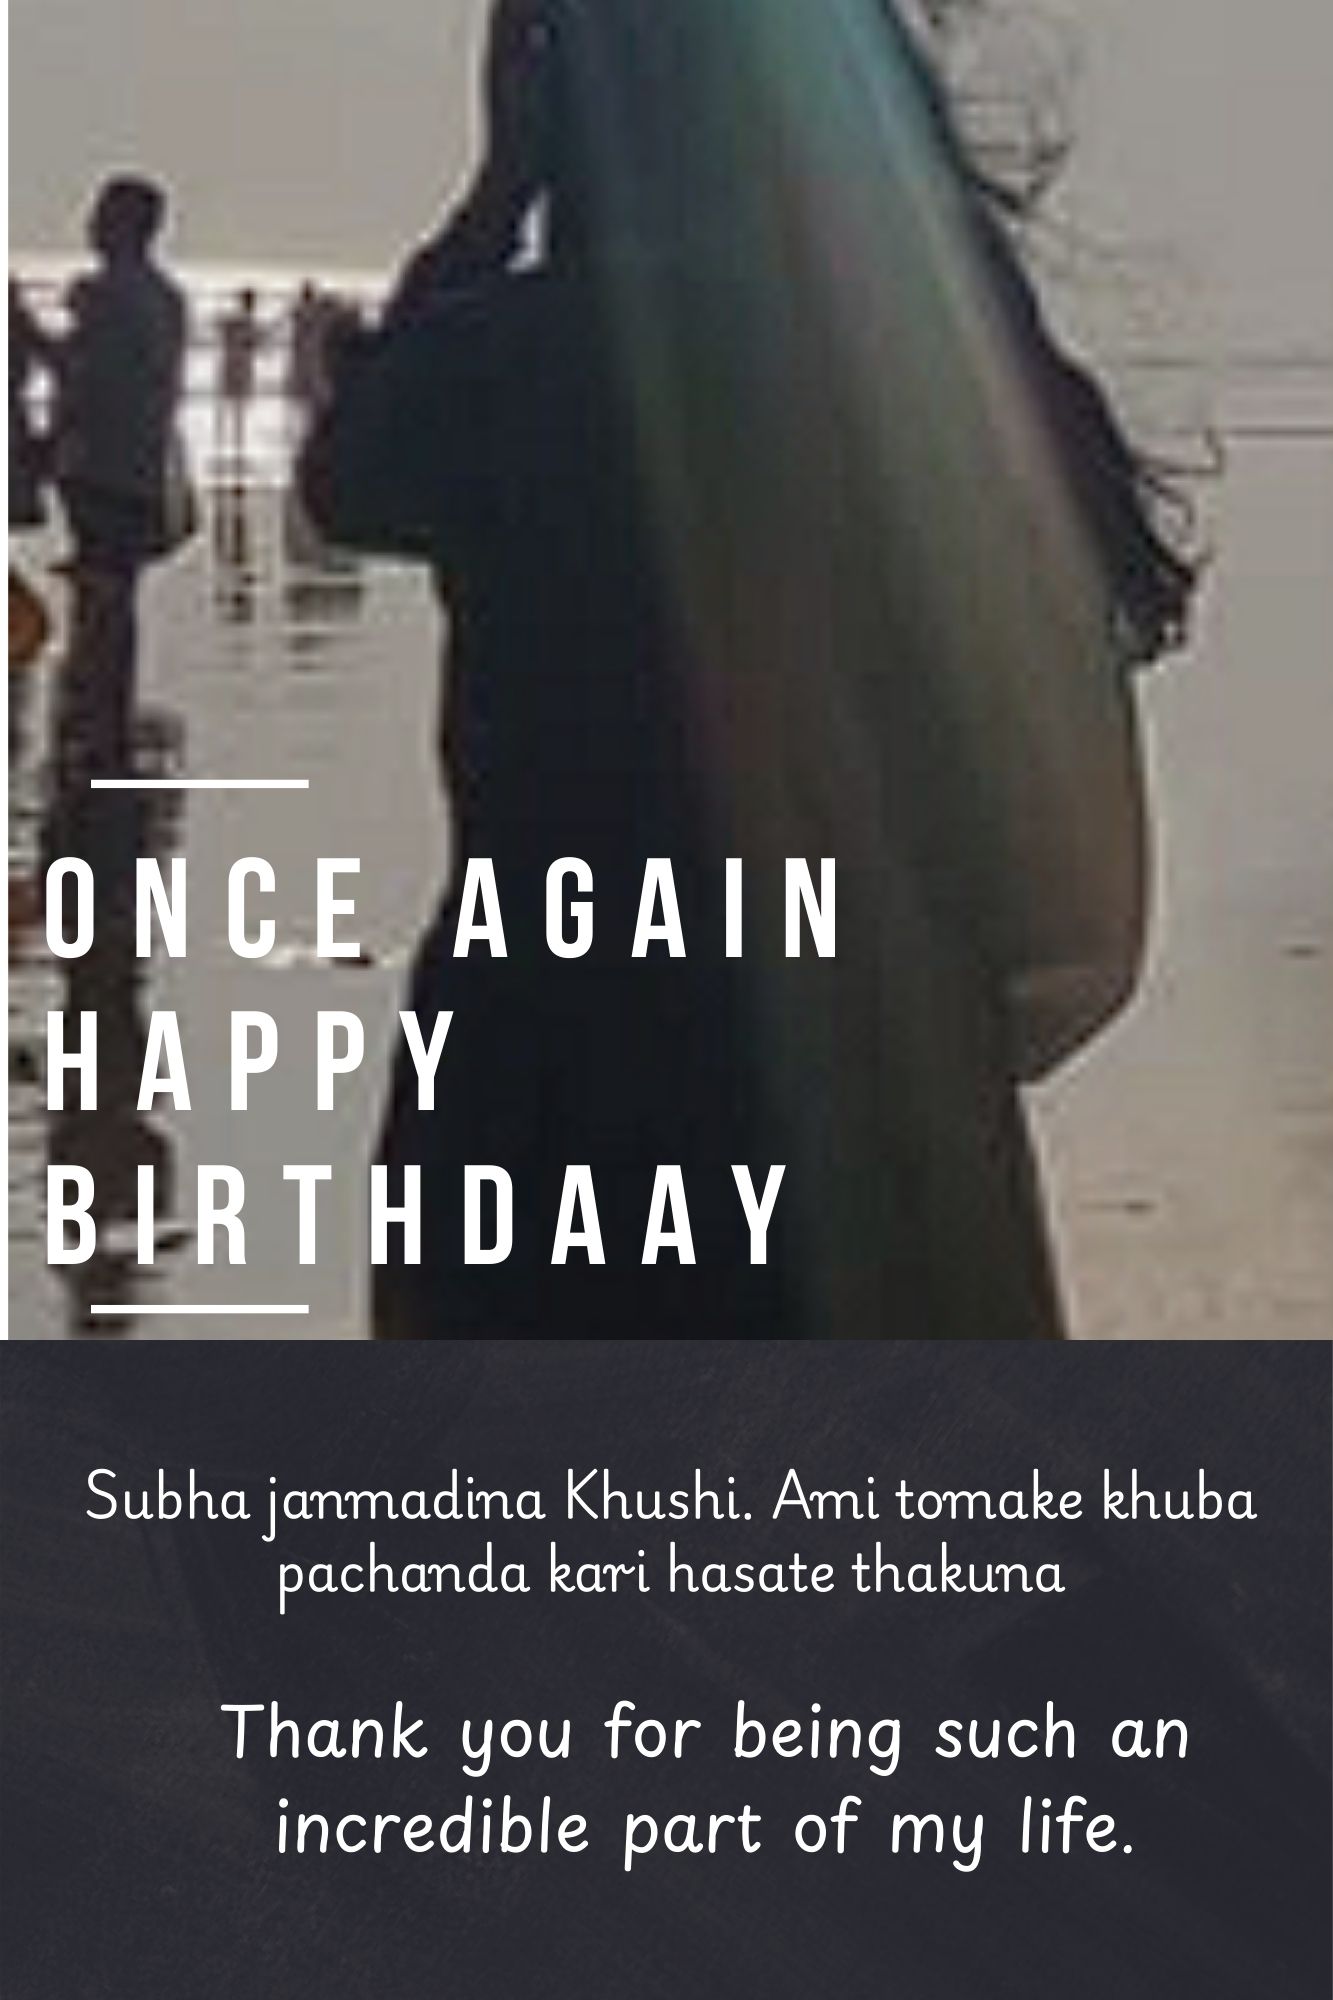 ONCE AGAIN
HAPPY
BIRTHDAAY
Subha janmadina Khushi. Ami tomake khuba
pachanda kari hasate thakuna
Thank you for being such an
incredible part of my life.